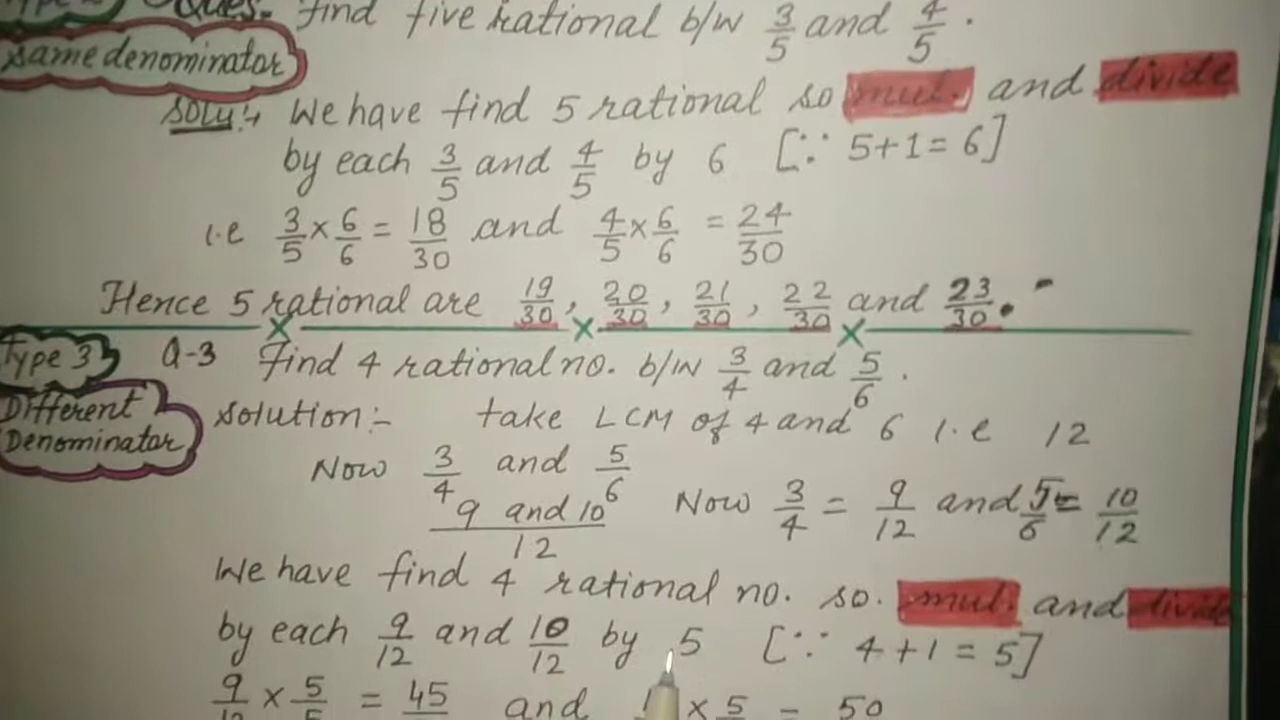 Ques- Find five rational b/w 3/5 and 4/5 .
Same denominator
Soluⁿ:→ We have find 5 rational so mul. and divide
by each 3/5 and 4/5 by 6 [∵ 5+1=6]
i.e 3/5 × 6/6 = 18/30 and 4/5 × 6/6 = 24/30
Hence 5 rational are 19/30, 20/30, 21/30, 22/30 and 23/30.
Type 3 Q-3 Find 4 rational no. b/w 3/4 and 5/6 .
Different Denominator
Solution:- take LCM of 4 and 6 i.e 12
Now 3/4 and 5/6
9 and 10 / 12 Now 3/4 = 9/12 and 5/6 = 10/12
We have find 4 rational no. so. mul. and divide
by each 9/12 and 10/12 by 5 [∵ 4+1=5]
9/12 × 5/5 = 45 and × 5 = 50